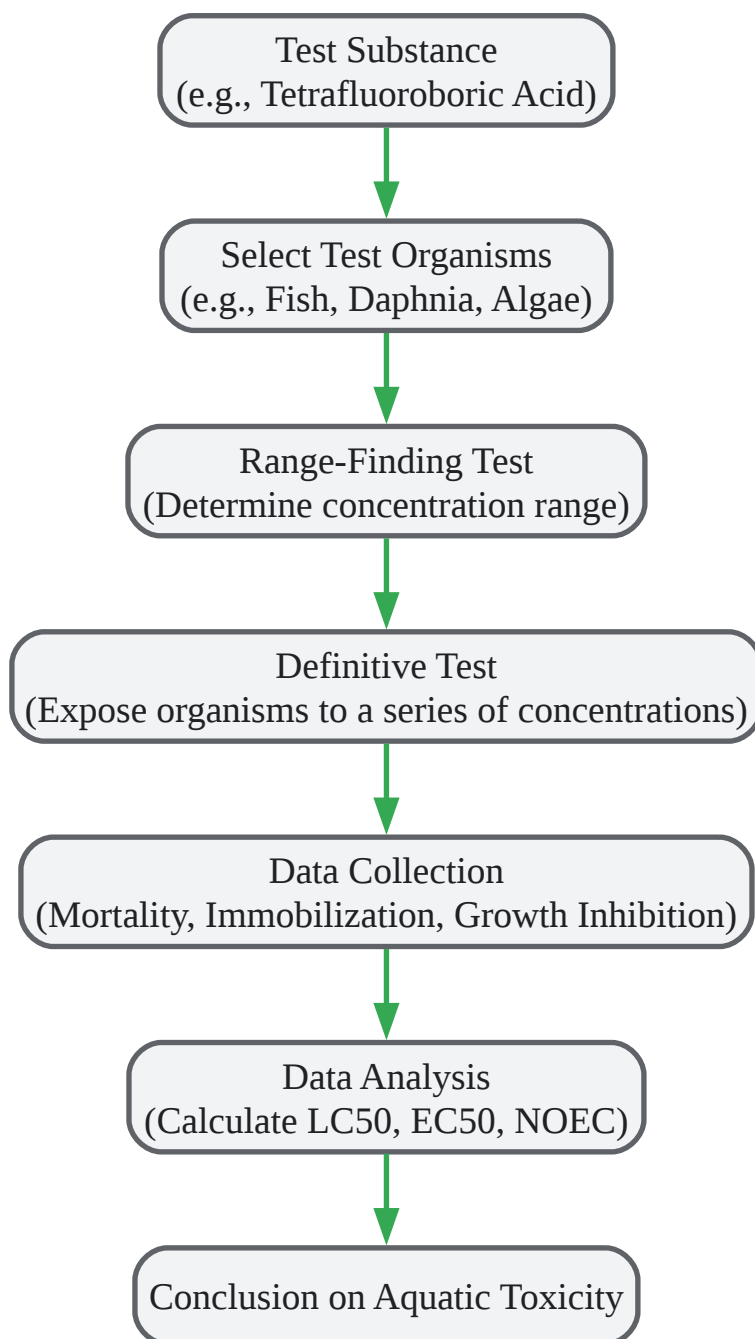 Test Substance
(e.g., Tetrafluoroboric Acid)
Select Test Organisms
(e.g., Fish, Daphnia, Algae)
Range-Finding Test
(Determine concentration range)
Definitive Test
(Expose organisms to a series of concentrations)
Data Collection
(Mortality, Immobilization, Growth Inhibition)
Data Analysis
(Calculate LC50, EC50, NOEC)
Conclusion on Aquatic Toxicity